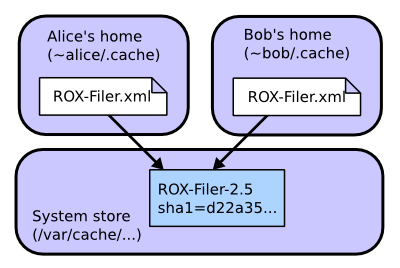 Alice's home
(~alice/.cache)
ROX-Filer.xml
Bob's home
(~bob/.cache)
ROX-Filer.xml
ROX-Filer-2.5
sha1=d22a35...
System store
(/var/cache/...)